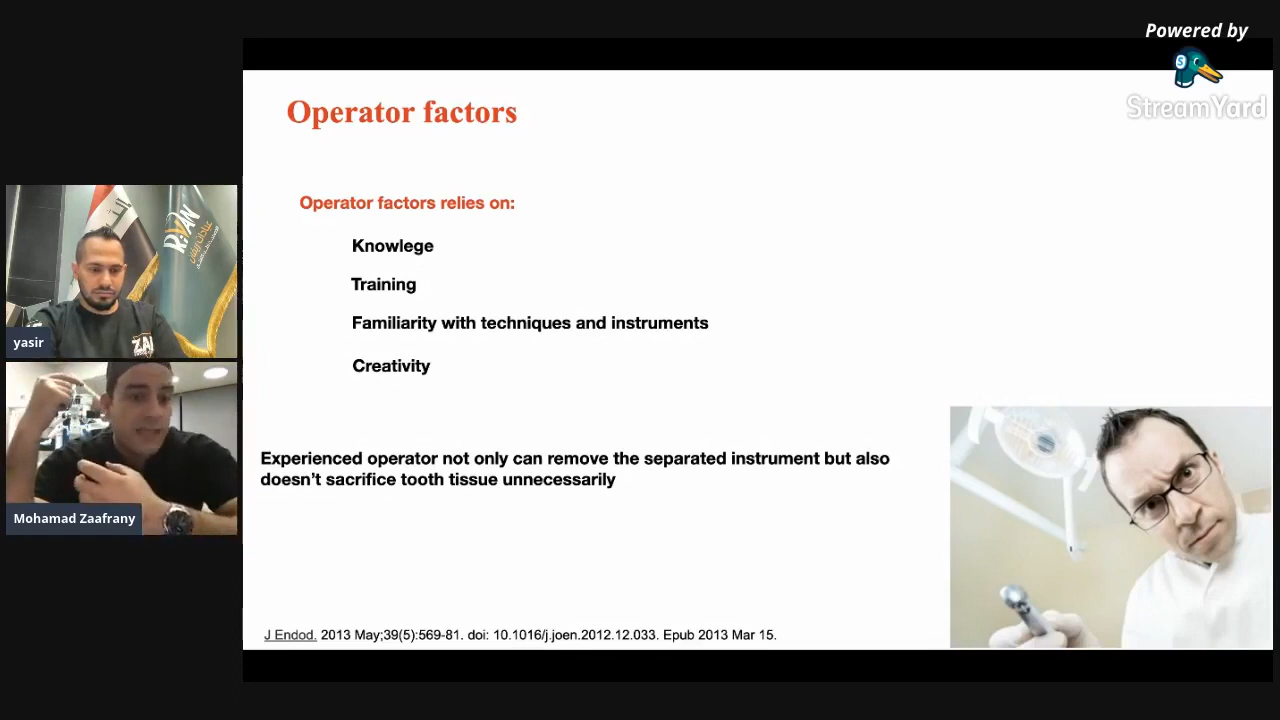 Powered by
StreamYard
Operator factors
Operator factors relies on:
Knowlege
Training
Familiarity with techniques and instruments
Creativity
Experienced operator not only can remove the separated instrument but also
doesn’t sacrifice tooth tissue unnecessarily
J Endod. 2013 May;39(5):569-81. doi: 10.1016/j.joen.2012.12.033. Epub 2013 Mar 15.
RiVAN
ZAI
yasir
Mohamad Zaafrany